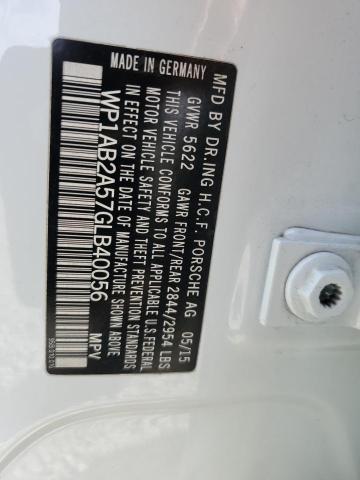 MFD BY DR.ING H.C.F. PORSCHE AG 05/15
GVWR 5622 GAWR FRONT/REAR 2844/2954 LBS
THIS VEHICLE CONFORMS TO ALL APPLICABLE U.S.FEDERAL
MOTOR VEHICLE SAFETY AND THEFT PREVENTION STANDARDS
IN EFFECT ON THE DATE OF MANUFACTURE SHOWN ABOVE
WP1AB2A57GLB40056 MPV
MADE IN GERMANY